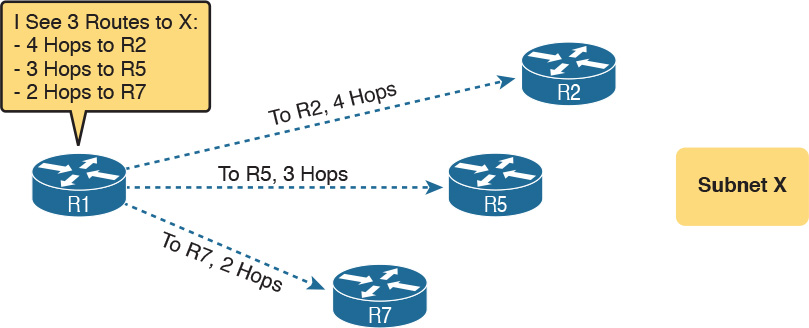 I See 3 Routes to X:
- 4 Hops to R2
- 3 Hops to R5
- 2 Hops to R7
To R2, 4 Hops
R2
To R5, 3 Hops
Subnet X
R1
R5
To R7, 2 Hops
R7